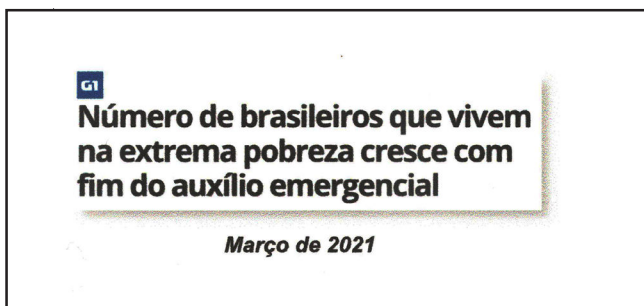 G1
Número de brasileiros que vivem
na extrema pobreza cresce com
fim do auxílio emergencial
Março de 2021